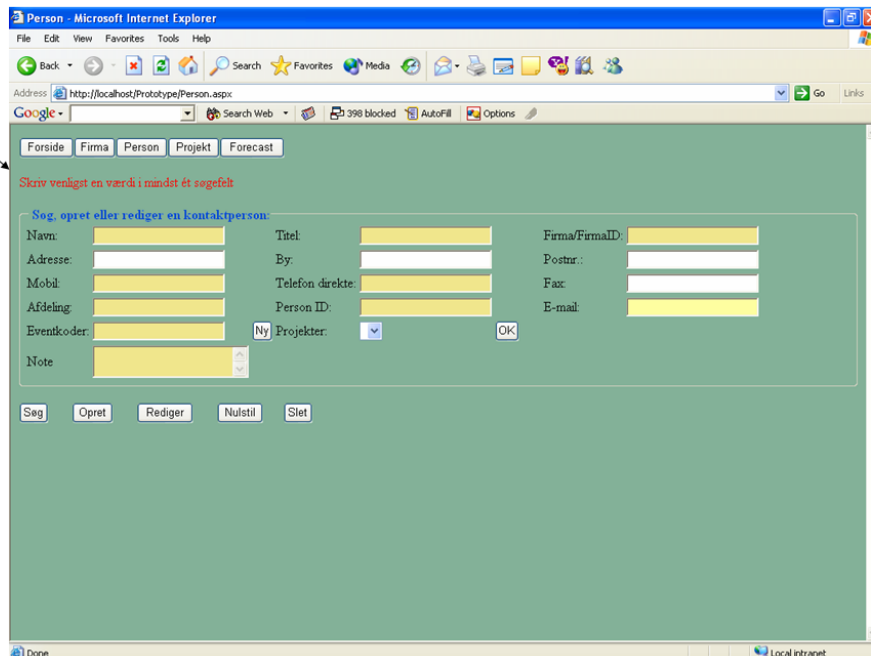 Person - Microsoft Internet Explorer
File Edit View Favorites Tools Help
Back Search Favorites Media
Address http://localhost/Prototype/Person.aspx Go Links
Google Search Web 398 blocked AutoFill Options
Forside Firma Person Projekt Forecast
Skriv venligst en værdi i mindst ét søgefelt
Søg, opret eller rediger en kontaktperson:
Navn: Titel: Firma/FirmaID:
Adresse: By: Postnr.:
Mobil: Telefon direkte: Fax:
Afdeling: Person ID: E-mail:
Eventkoder: Ny Projekter: OK
Note
Søg Opret Rediger Nulstil Slet
Done Local intranet